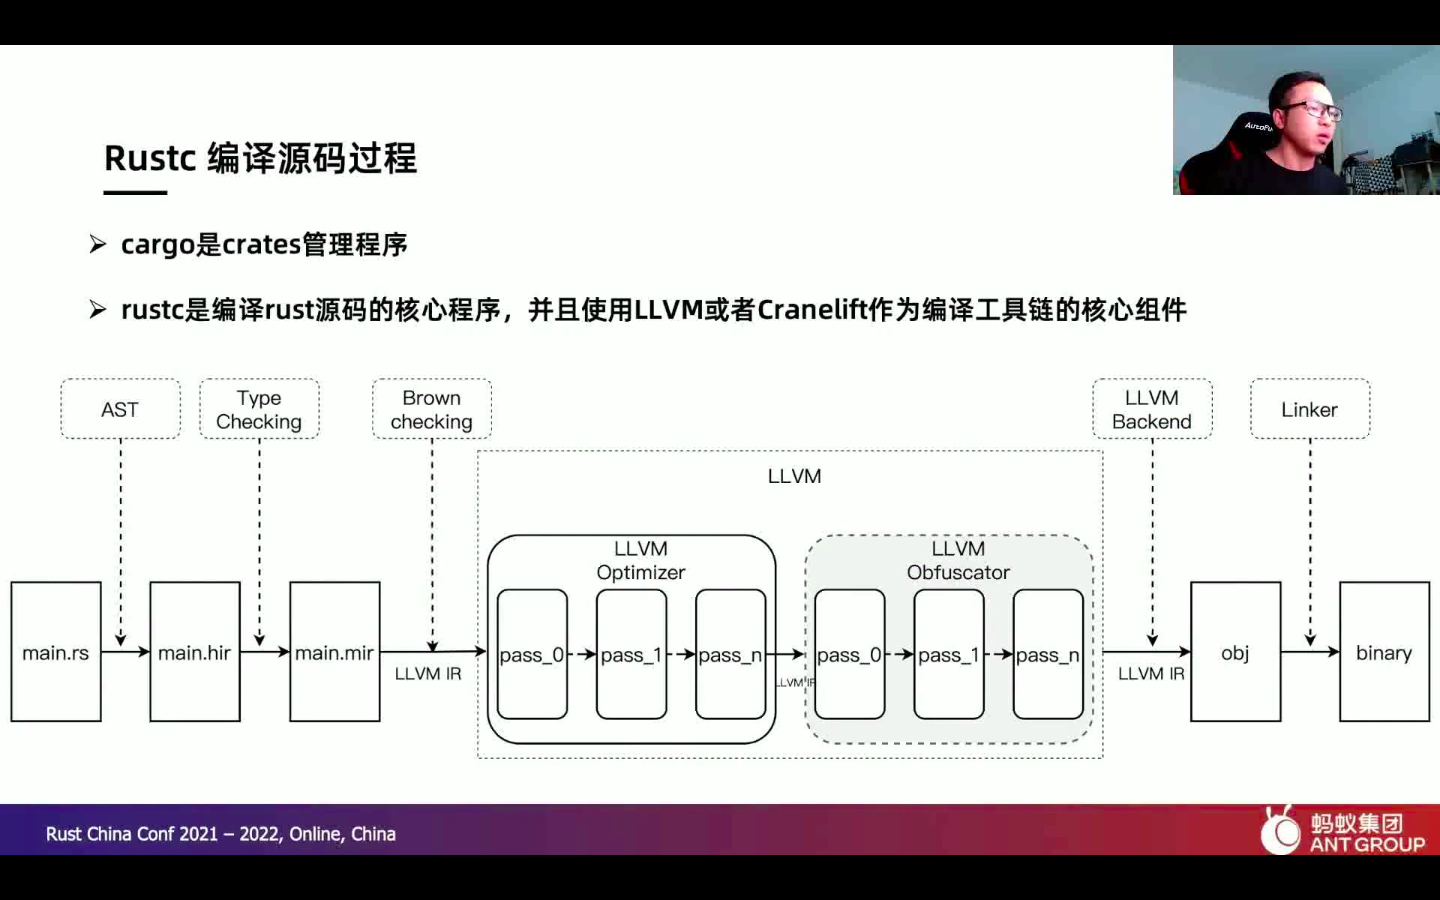 AutoFu
Rustc 编译源码过程
cargo是crates管理程序
rustc是编译rust源码的核心程序，并且使用LLVM或者Cranelift作为编译工具链的核心组件
AST
Type
Checking
Brown
checking
LLVM
Backend
Linker
LLVM
LLVM
Optimizer
LLVM
Obfuscator
main.rs
main.hir
main.mir
LLVM IR
pass_0
pass_1
pass_n
LLVM IR
pass_0
pass_1
pass_n
LLVM IR
obj
binary
Rust China Conf 2021 – 2022, Online, China
蚂蚁集团
ANT GROUP